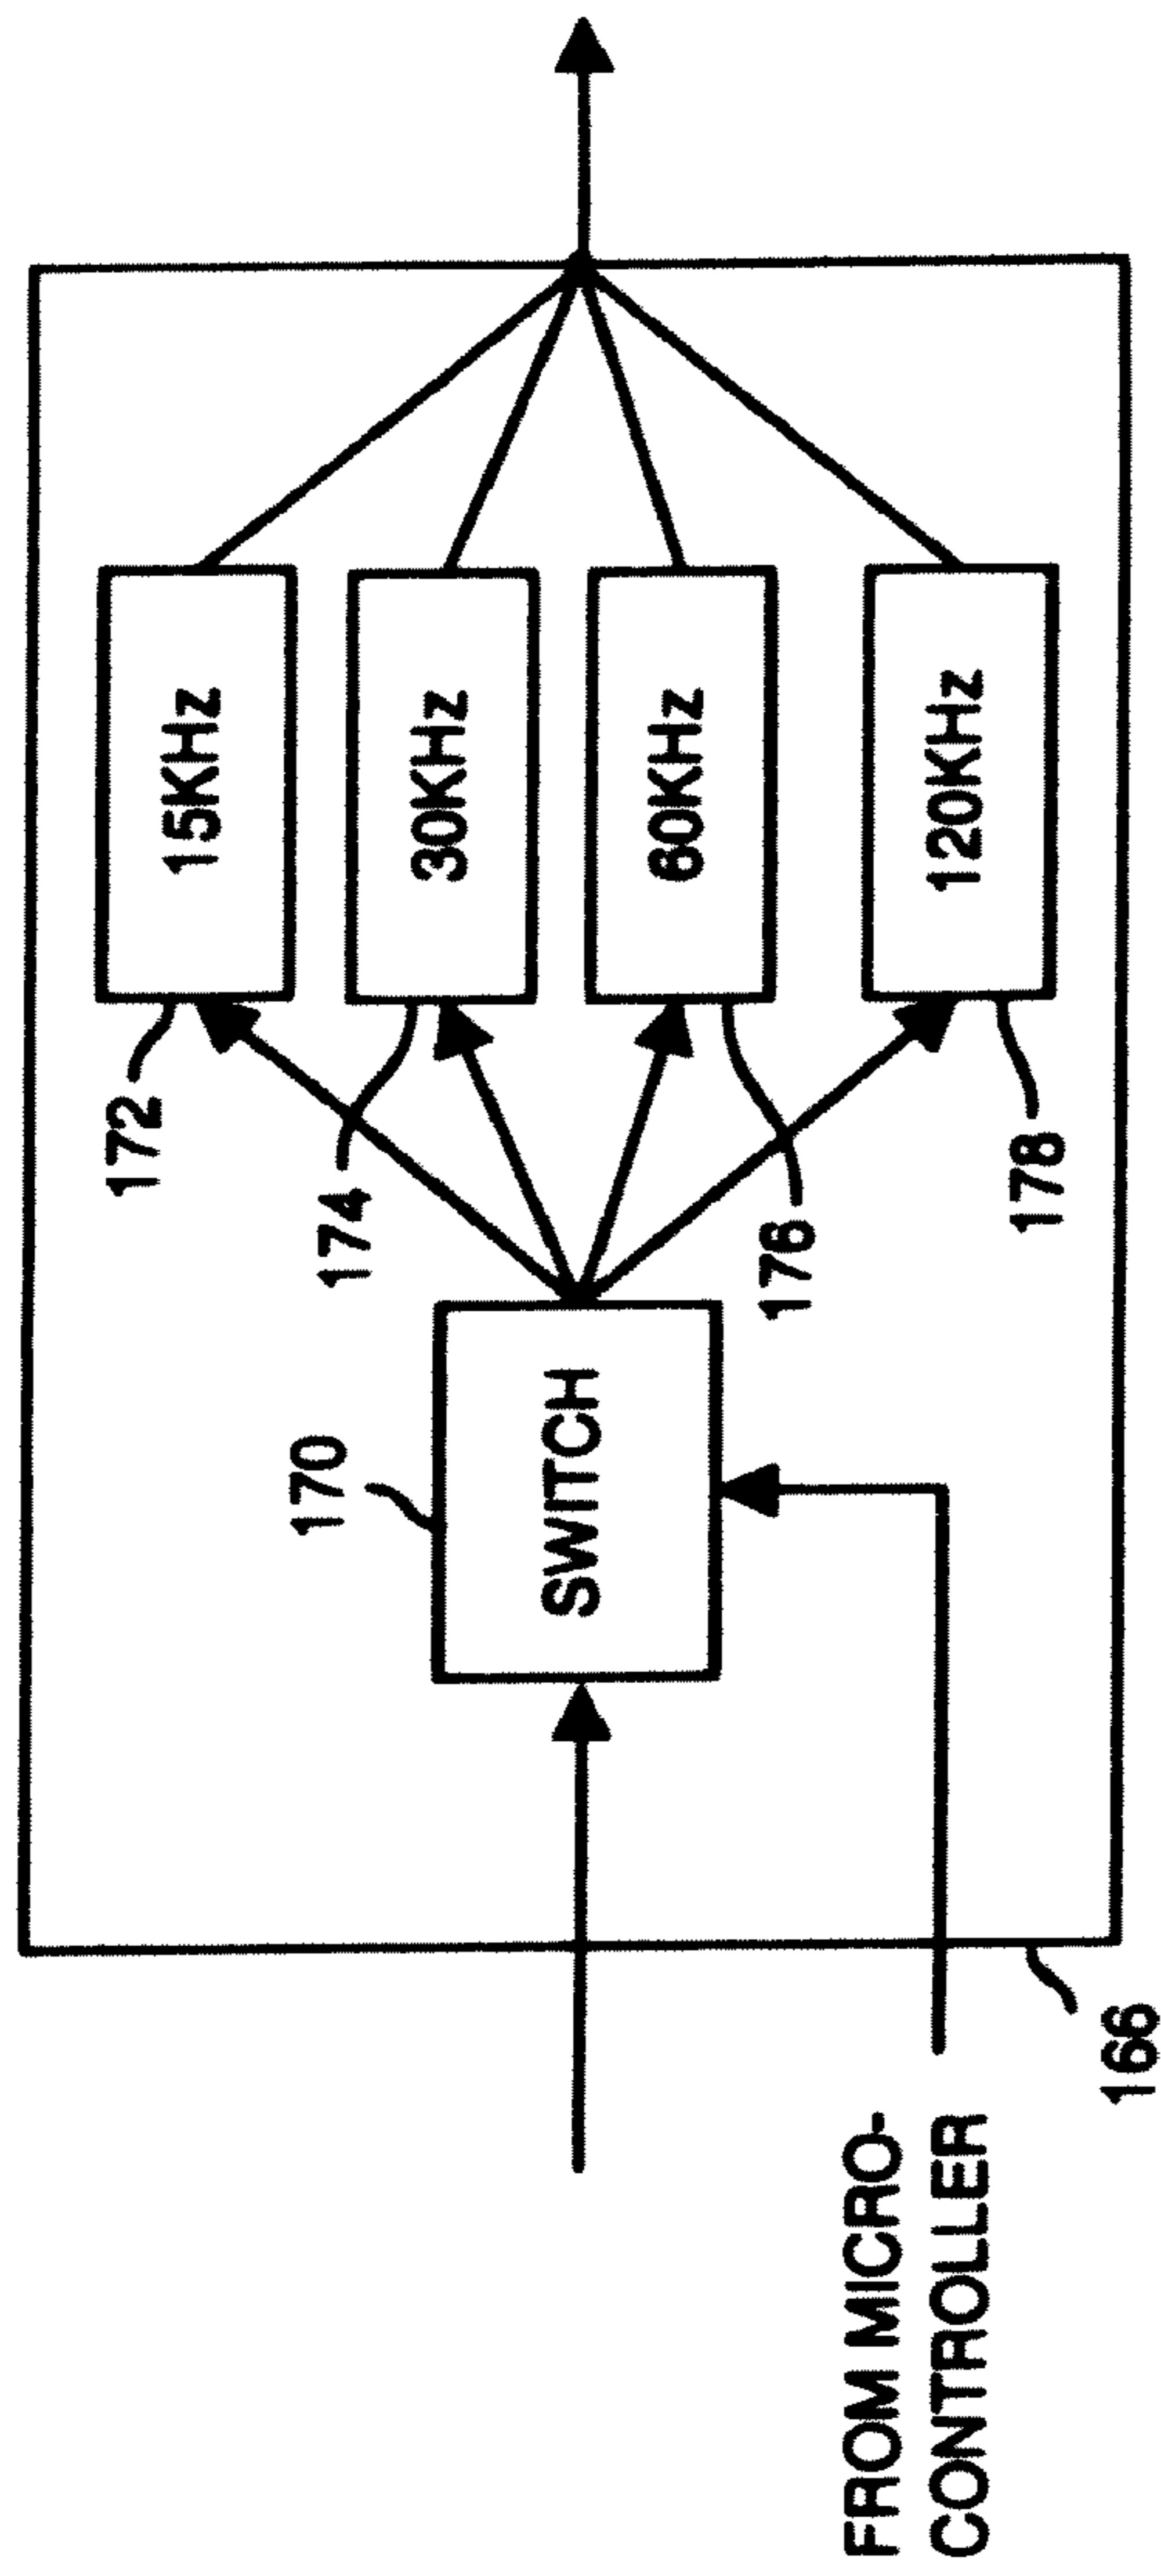 172
15KHz
174
30KHz
170
SWITCH
176
60KHz
178
120KHz
FROM MICRO-
CONTROLLER
166